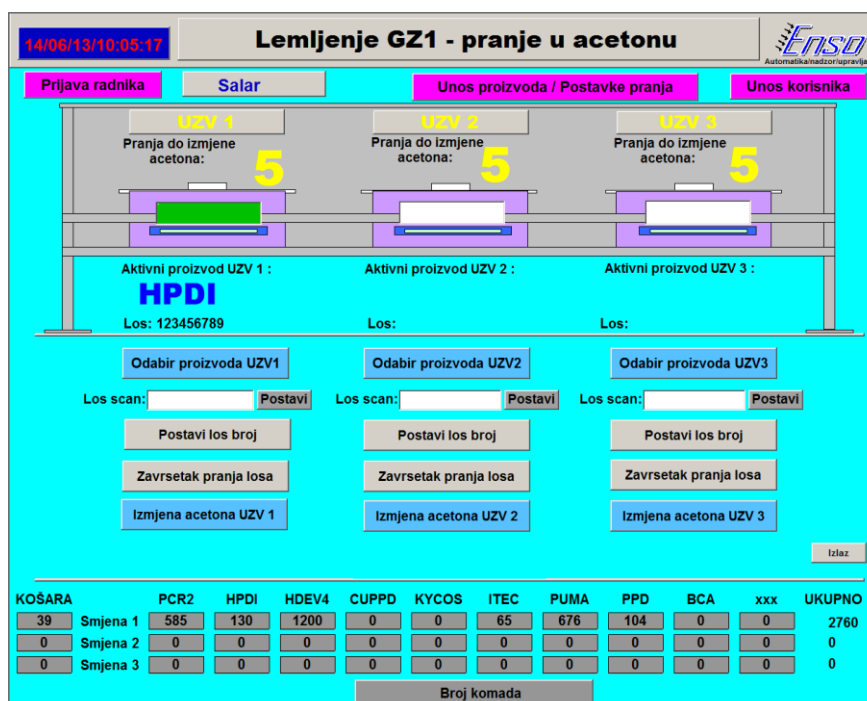 14/06/13/10:05:17
Lemljenje GZ1 - pranje u acetonu
Enso
Automatika/nadzor/upravlja
Prijava radnika Salar Unos proizvoda / Postavke pranja Unos korisnika
UZV 1 UZV 2 UZV 3
Pranja do izmjene Pranja do izmjene Pranja do izmjene
acetona: 5 acetona: 5 acetona: 5
Aktivni proizvod UZV 1 : Aktivni proizvod UZV 2 : Aktivni proizvod UZV 3 :
HPDI
Los: 123456789 Los: Los:
Odabir proizvoda UZV1 Odabir proizvoda UZV2 Odabir proizvoda UZV3
Los scan: Postavi Los scan: Postavi Los scan: Postavi
Postavi los broj Postavi los broj Postavi los broj
Zavrsetak pranja losa Zavrsetak pranja losa Zavrsetak pranja losa
Izmjena acetona UZV 1 Izmjena acetona UZV 2 Izmjena acetona UZV 3
Izlaz
KOŠARA PCR2 HPDI HDEV4 CUPPD KYCOS ITEC PUMA PPD BCA xxx UKUPNO
39 Smjena 1 585 130 1200 0 0 65 676 104 0 0 2760
0 Smjena 2 0 0 0 0 0 0 0 0 0 0 0
0 Smjena 3 0 0 0 0 0 0 0 0 0 0 0
Broj komada